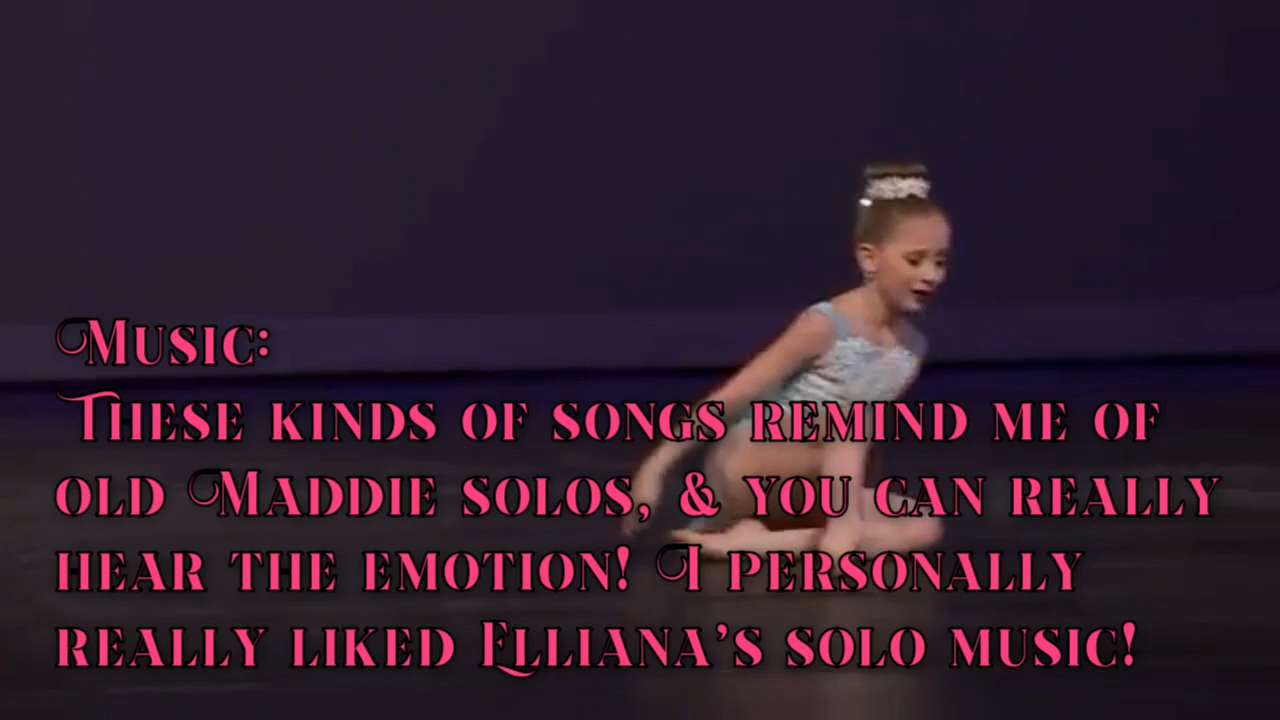 Music:
These kinds of songs remind me of
old Maddie solos, & you can really
hear the emotion! I personally
really liked Elliana's solo music!